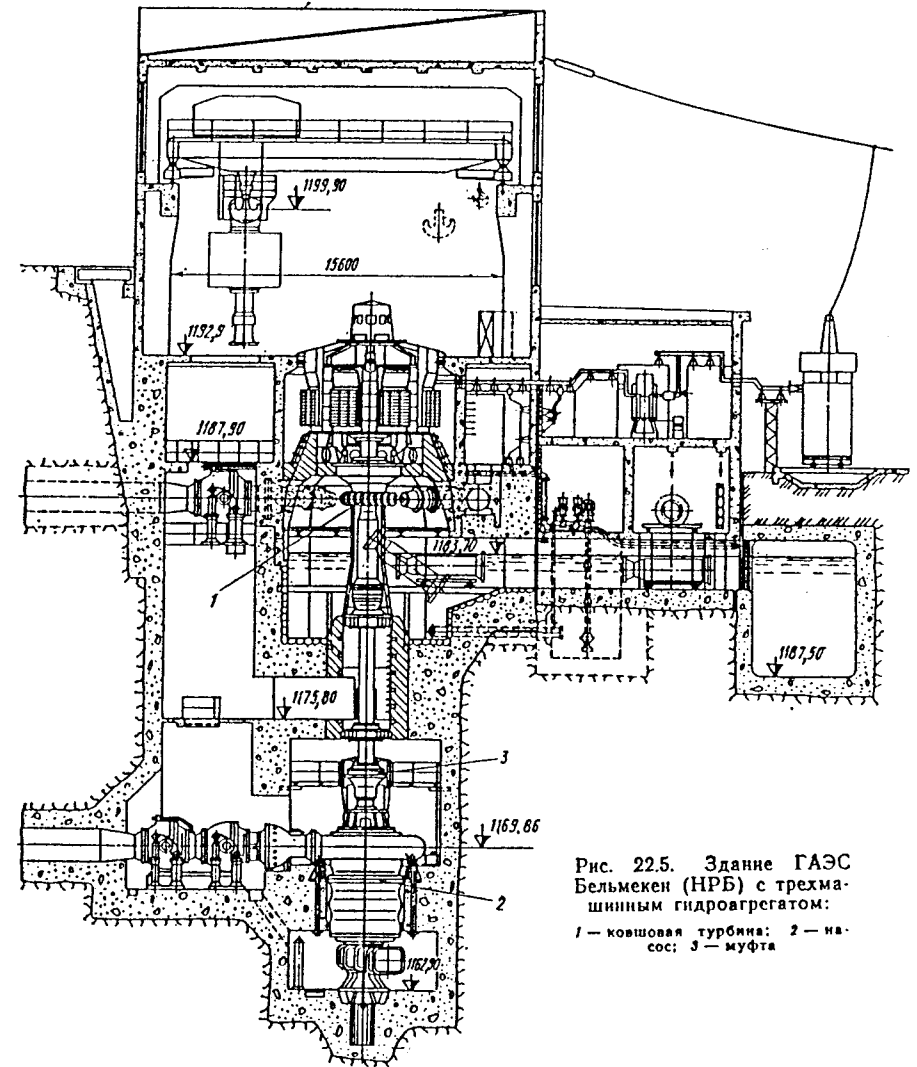 1199,90
15600
1192,9
1187,90
1183,70
1
1187,50
1175,80
3
1169,86
2
1162,90
Рис. 22.5. Здание ГАЭС
Бельмекен (НРБ) с трехма-
шинным гидроагрегатом:
1 — ковшовая турбина; 2 — на-
сос; 3 — муфта